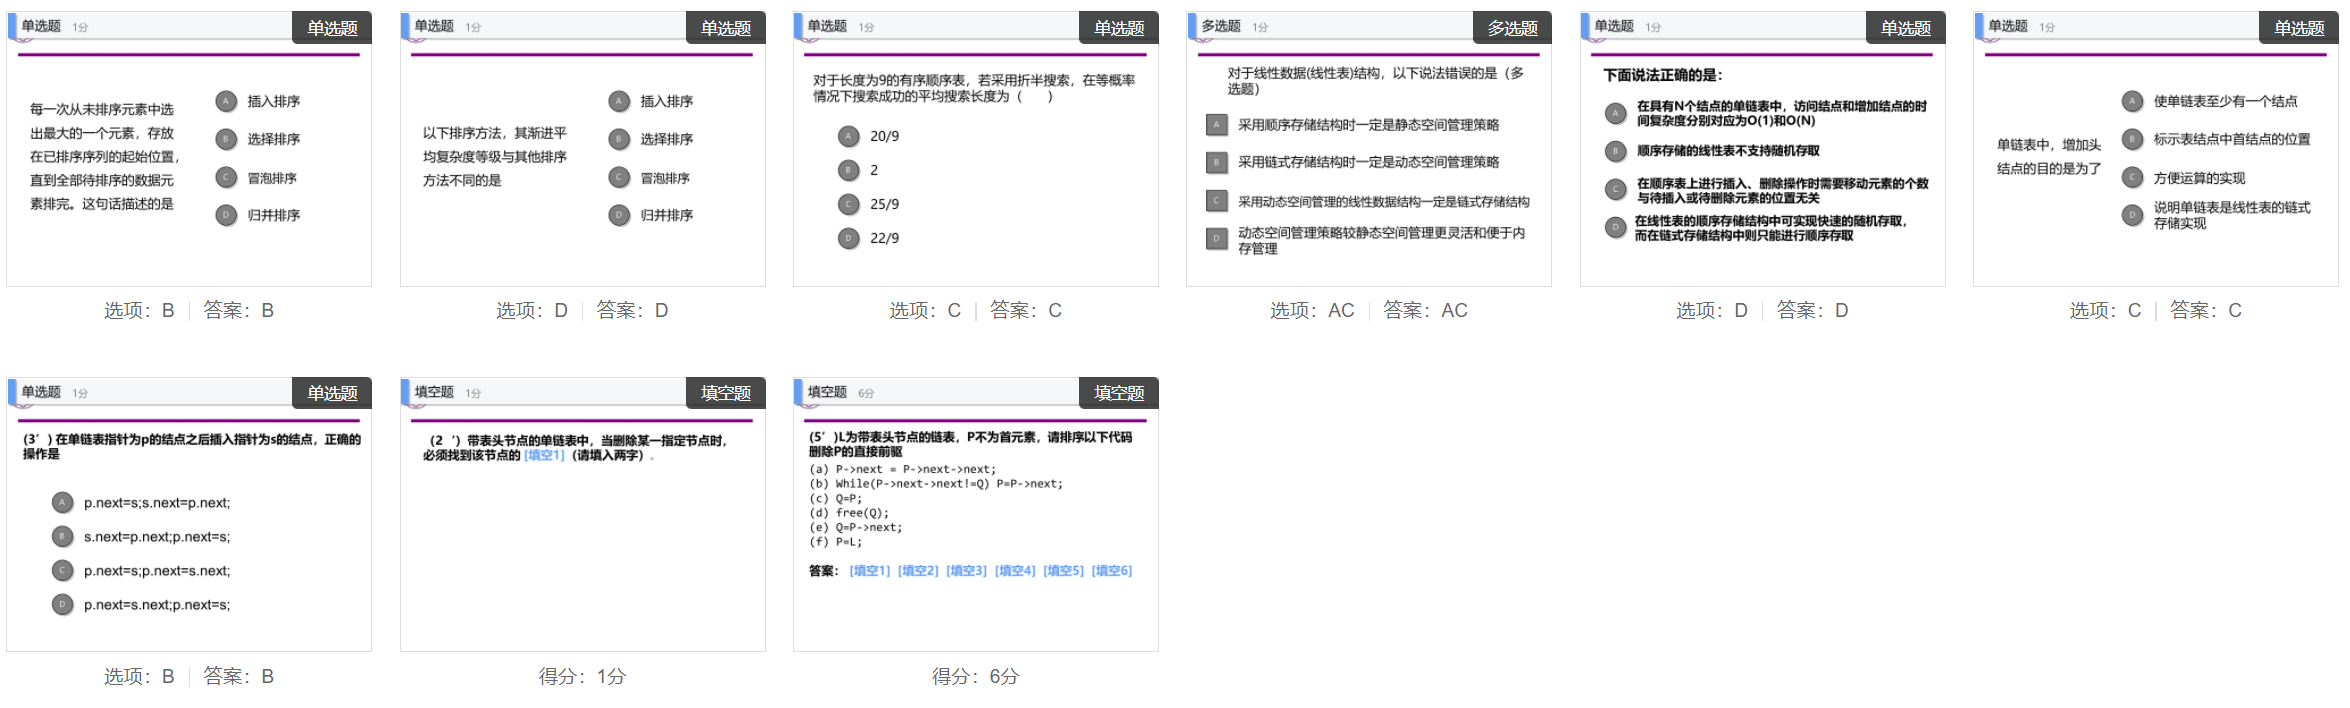 单选题 1分 单选题
每一次从未排序元素中选
出最大的一个元素，存放
在已排序序列的起始位置，
直到全部待排序的数据元
素排完。这句话描述的是
A 插入排序
B 选择排序
C 冒泡排序
D 归并排序
选项：B 答案：B
单选题 1分 单选题
以下排序方法，其渐进平
均复杂度等级与其他排序
方法不同的是
A 插入排序
B 选择排序
C 冒泡排序
D 归并排序
选项：D 答案：D
单选题 1分 单选题
对于长度为9的有序顺序表，若采用折半搜索，在等概率
情况下搜索成功的平均搜索长度为（ ）
A 20/9
B 2
C 25/9
D 22/9
选项：C 答案：C
多选题 1分 多选题
对于线性数据(线性表)结构，以下说法错误的是（多
选题）
A 采用顺序存储结构时一定是静态空间管理策略
B 采用链式存储结构时一定是动态空间管理策略
C 采用动态空间管理的线性数据结构一定是链式存储结构
D 动态空间管理策略较静态空间管理更灵活和便于内
存管理
选项：AC 答案：AC
单选题 1分 单选题
下面说法正确的是：
A 在具有N个结点的单链表中，访问结点和增加结点的时
间复杂度分别对应为O(1)和O(N)
B 顺序存储的线性表不支持随机存取
C 在顺序表上进行插入、删除操作时需要移动元素的个数
与待插入或待删除元素的位置无关
D 在线性表的顺序存储结构中可实现快速的随机存取，
而在链式存储结构中则只能进行顺序存取
选项：D 答案：D
单选题 1分 单选题
单链表中，增加头
结点的目的是为了
A 使单链表至少有一个结点
B 标示表结点中首结点的位置
C 方便运算的实现
D 说明单链表是线性表的链式
存储实现
选项：C 答案：C
单选题 1分 单选题
(3′) 在单链表指针为p的结点之后插入指针为s的结点，正确的
操作是
A p.next=s;s.next=p.next;
B s.next=p.next;p.next=s;
C p.next=s;p.next=s.next;
D p.next=s.next;p.next=s;
选项：B 答案：B
填空题 1分 填空题
（2 ‘）带表头节点的单链表中，当删除某一指定节点时，
必须找到该节点的 [填空1]（请填入两字）。
得分：1分
填空题 6分 填空题
(5′)L为带表头节点的链表，P不为首元素，请排序以下代码
删除P的直接前驱
(a) P->next = P->next->next;
(b) While(P->next->next!=Q) P=P->next;
(c) Q=P;
(d) free(Q);
(e) Q=P->next;
(f) P=L;
答案： [填空1] [填空2] [填空3] [填空4] [填空5] [填空6]
得分：6分